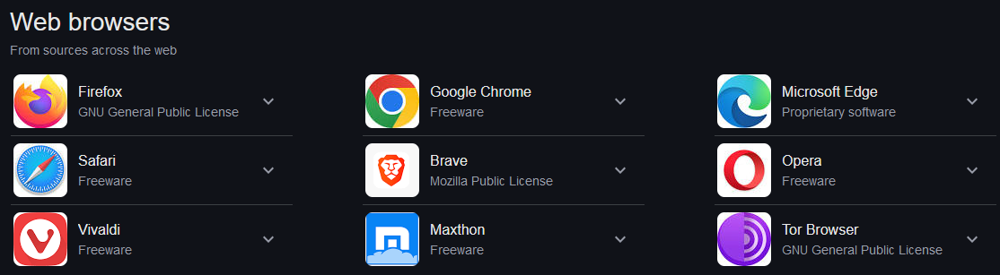 Web browsers
From sources across the web
Firefox
GNU General Public License
Google Chrome
Freeware
Microsoft Edge
Proprietary software
Safari
Freeware
Brave
Mozilla Public License
Opera
Freeware
Vivaldi
Freeware
Maxthon
Freeware
Tor Browser
GNU General Public License